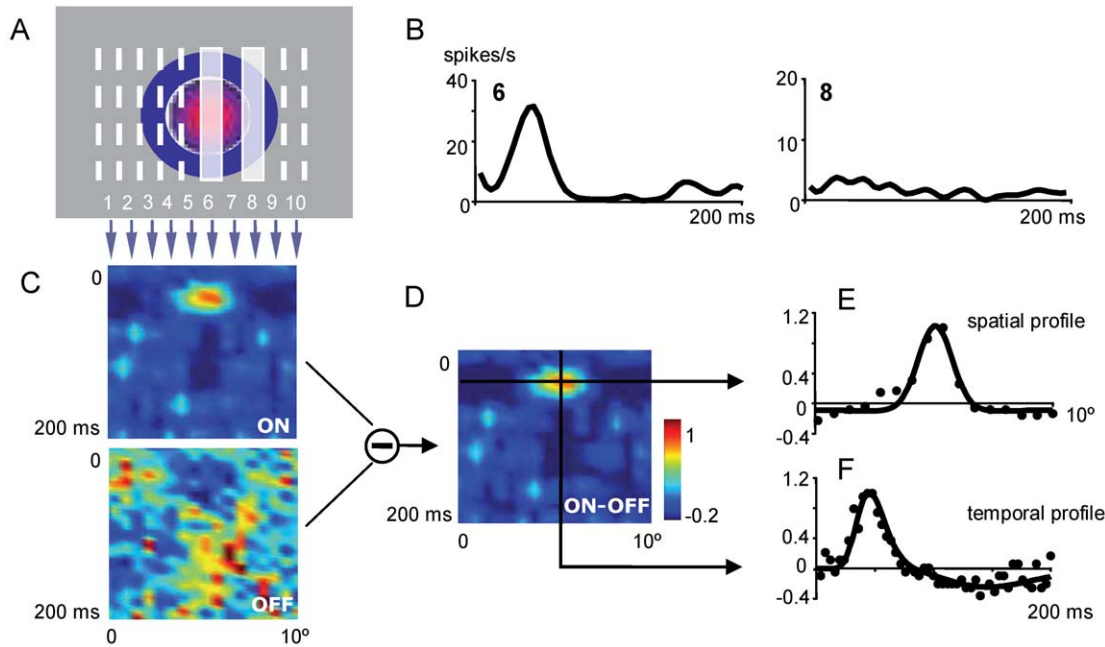 A
1 2 3 4 5 6 7 8 9 10
B
spikes/s
40
20
0
6
200 ms
20
10
0
8
200 ms
C
0
200 ms
ON
0
200 ms
OFF
0 10º
D
0
200 ms
ON-OFF
0 10º
1
-0.2
E
1.2
0.4
0
-0.4
spatial profile
10º
F
1.2
0.4
0
-0.4
temporal profile
200 ms